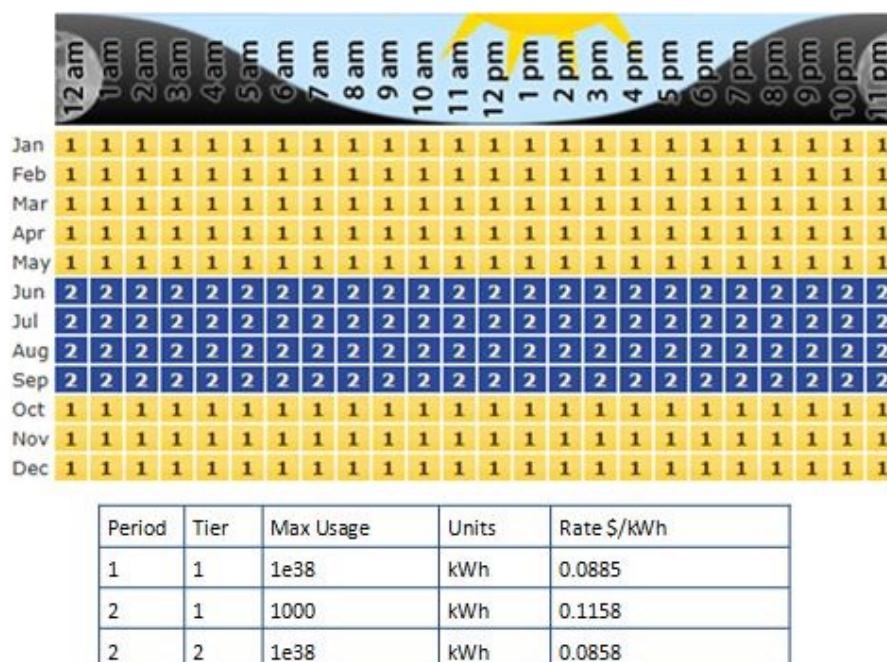 12 am 1 am 2am 3am 4am 5am 6am 7 am 8 am 9 am 10 am 11 am 12 pm 1 pm 2 pm 3 pm 4 pm 5 pm 6 pm 7 pm 8 pm 9 pm 10 pm 11 pm
Jan 1 1 1 1 1 1 1 1 1 1 1 1 1 1 1 1 1 1 1 1 1 1 1 1
Feb 1 1 1 1 1 1 1 1 1 1 1 1 1 1 1 1 1 1 1 1 1 1 1 1
Mar 1 1 1 1 1 1 1 1 1 1 1 1 1 1 1 1 1 1 1 1 1 1 1 1
Apr 1 1 1 1 1 1 1 1 1 1 1 1 1 1 1 1 1 1 1 1 1 1 1 1
May 1 1 1 1 1 1 1 1 1 1 1 1 1 1 1 1 1 1 1 1 1 1 1 1
Jun 2 2 2 2 2 2 2 2 2 2 2 2 2 2 2 2 2 2 2 2 2 2 2 2
Jul 2 2 2 2 2 2 2 2 2 2 2 2 2 2 2 2 2 2 2 2 2 2 2 2
Aug 2 2 2 2 2 2 2 2 2 2 2 2 2 2 2 2 2 2 2 2 2 2 2 2
Sep 2 2 2 2 2 2 2 2 2 2 2 2 2 2 2 2 2 2 2 2 2 2 2 2
Oct 1 1 1 1 1 1 1 1 1 1 1 1 1 1 1 1 1 1 1 1 1 1 1 1
Nov 1 1 1 1 1 1 1 1 1 1 1 1 1 1 1 1 1 1 1 1 1 1 1 1
Dec 1 1 1 1 1 1 1 1 1 1 1 1 1 1 1 1 1 1 1 1 1 1 1 1
Period Tier Max Usage Units Rate $/kWh
1 1 1e38 kWh 0.0885
2 1 1000 kWh 0.1158
2 2 1e38 kWh 0.0858